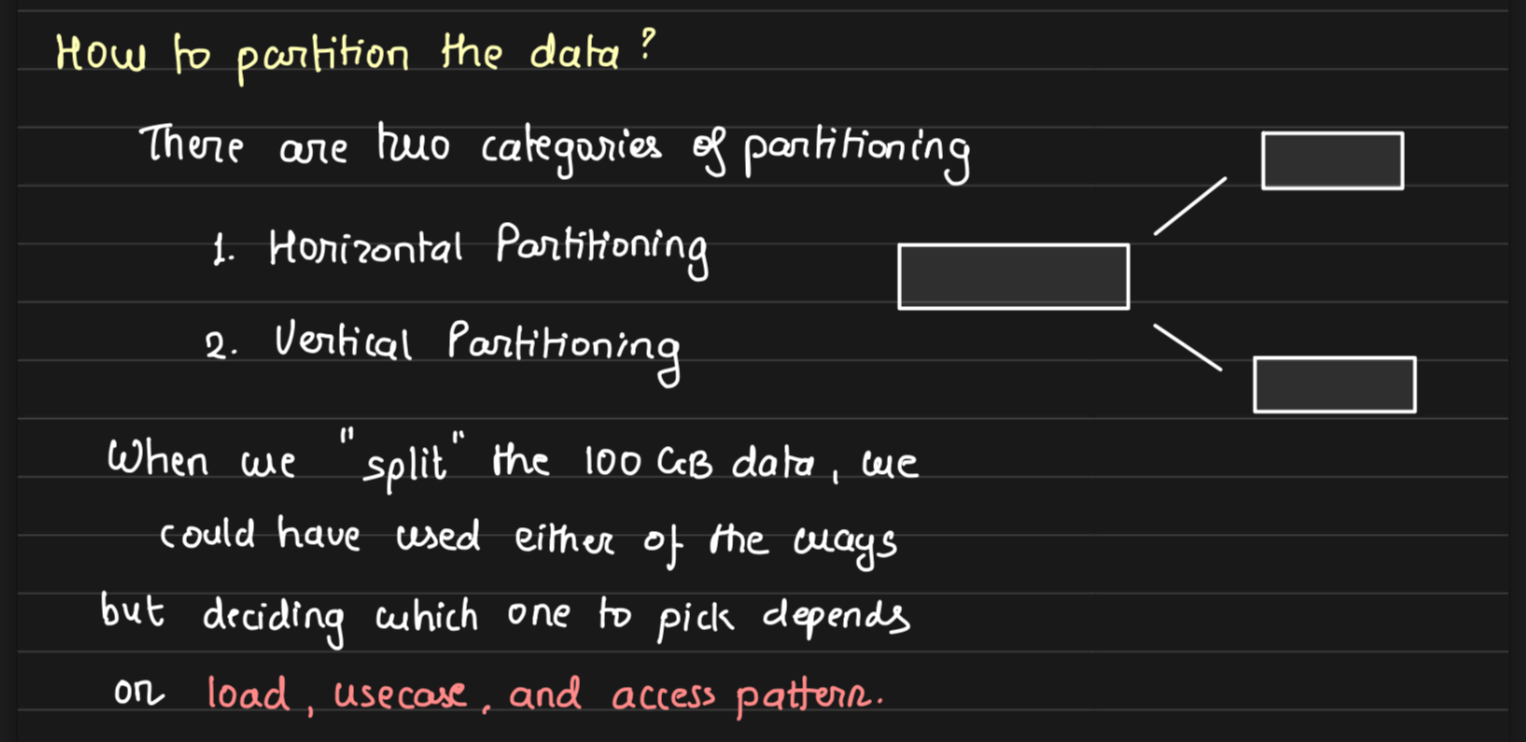 How to partition the data?
There are two categories of partitioning
1. Horizontal Partitioning
2. Vertical Partitioning
When we "split" the 100 GB data, we
could have used either of the ways
but deciding which one to pick depends
on load, usecase, and access pattern.